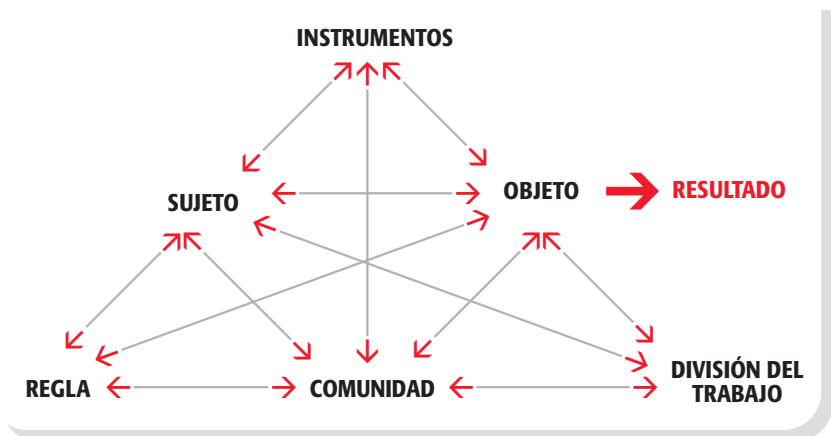 INSTRUMENTOS
SUJETO
OBJETO
RESULTADO
REGLA
COMUNIDAD
DIVISIÓN DEL
TRABAJO